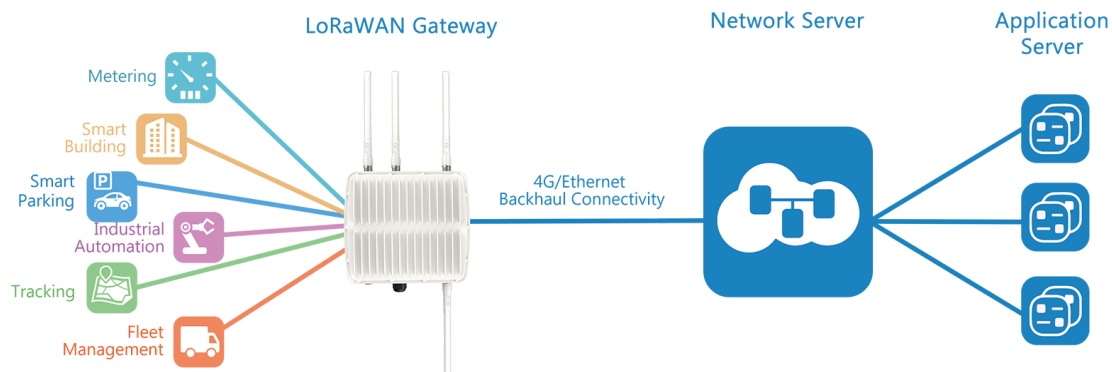 LoRaWAN Gateway
Network Server
Application
Server
Metering
Smart
Building
Smart
Parking
P
Industrial
Automation
Tracking
Fleet
Management
4G/Ethernet
Backhaul Connectivity